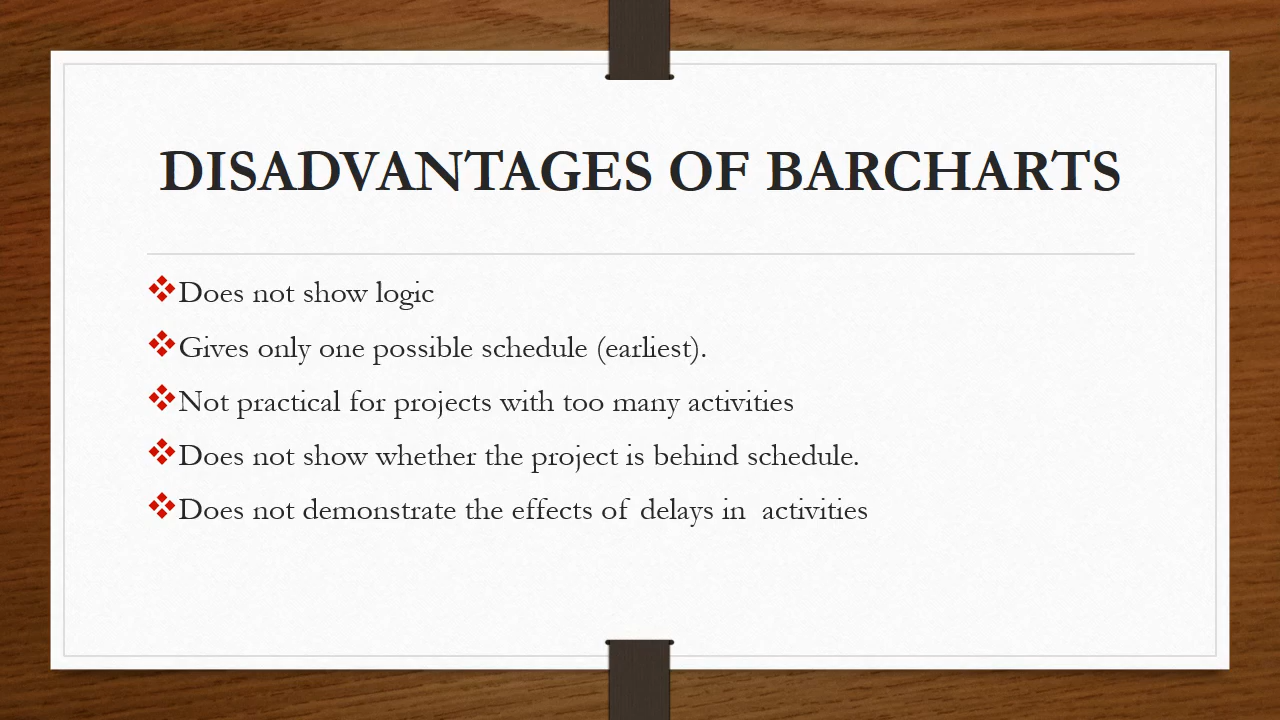 DISADVANTAGES OF BARCHARTS
❖Does not show logic
❖Gives only one possible schedule (earliest).
❖Not practical for projects with too many activities
❖Does not show whether the project is behind schedule.
❖Does not demonstrate the effects of delays in  activities